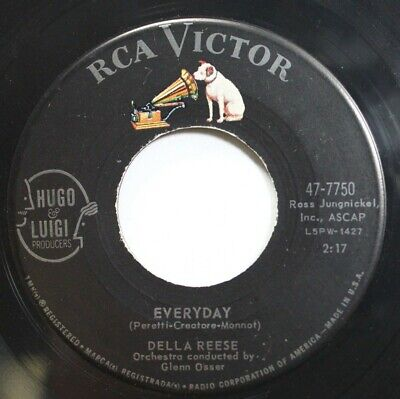 RCA VICTOR
HUGO
&
LUIGI
PRODUCERS
47-7750
Ross Jungnickel,
Inc., ASCAP
L5PW-1427
2:17
EVERYDAY
(Peretti-Creatore-Monnot)
DELLA REESE
Orchestra conducted by
Glenn Osser
TMK(s) ® REGISTERED • MARCA(s) REGISTRADA(s) • RADIO CORPORATION OF AMERICA — MADE IN U.S.A.